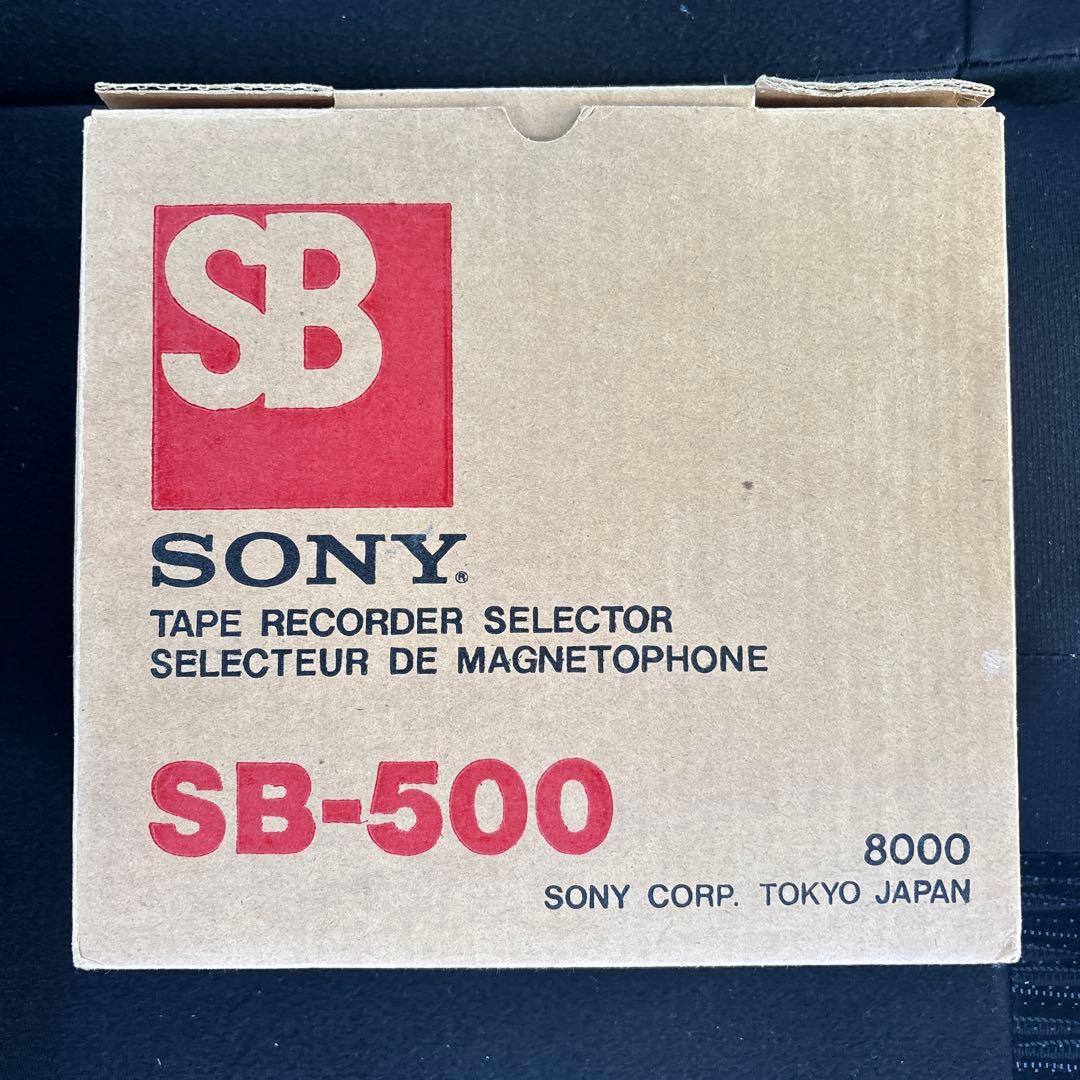 SB
SONY®
TAPE RECORDER SELECTOR
SELECTEUR DE MAGNETOPHONE
SB-500
8000
SONY CORP. TOKYO JAPAN